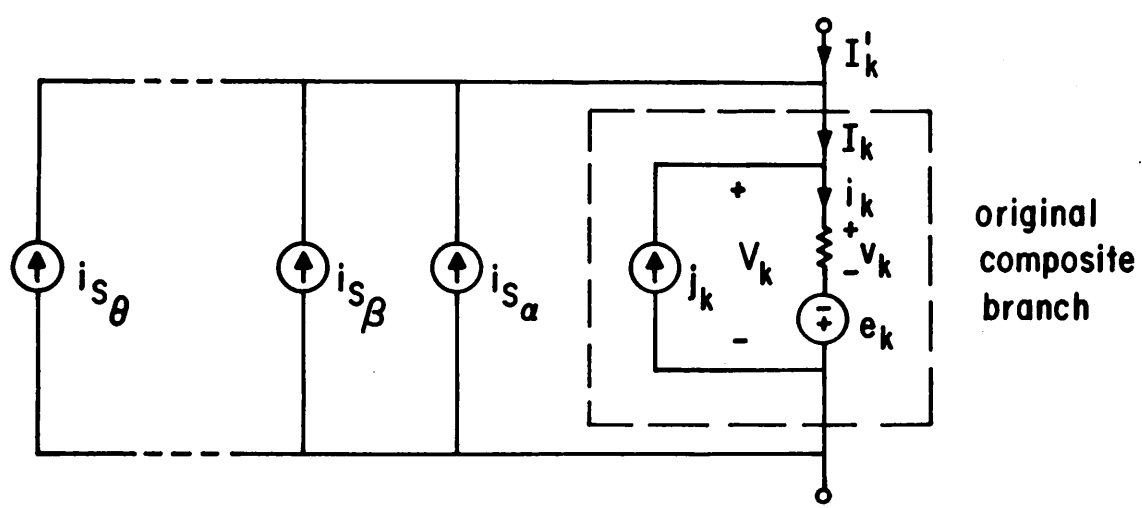 I'k
Ik
+
ik
+
original
iSθ
iSβ
iSα
jk
Vk
vk
composite
−
−
+
ek
branch
−